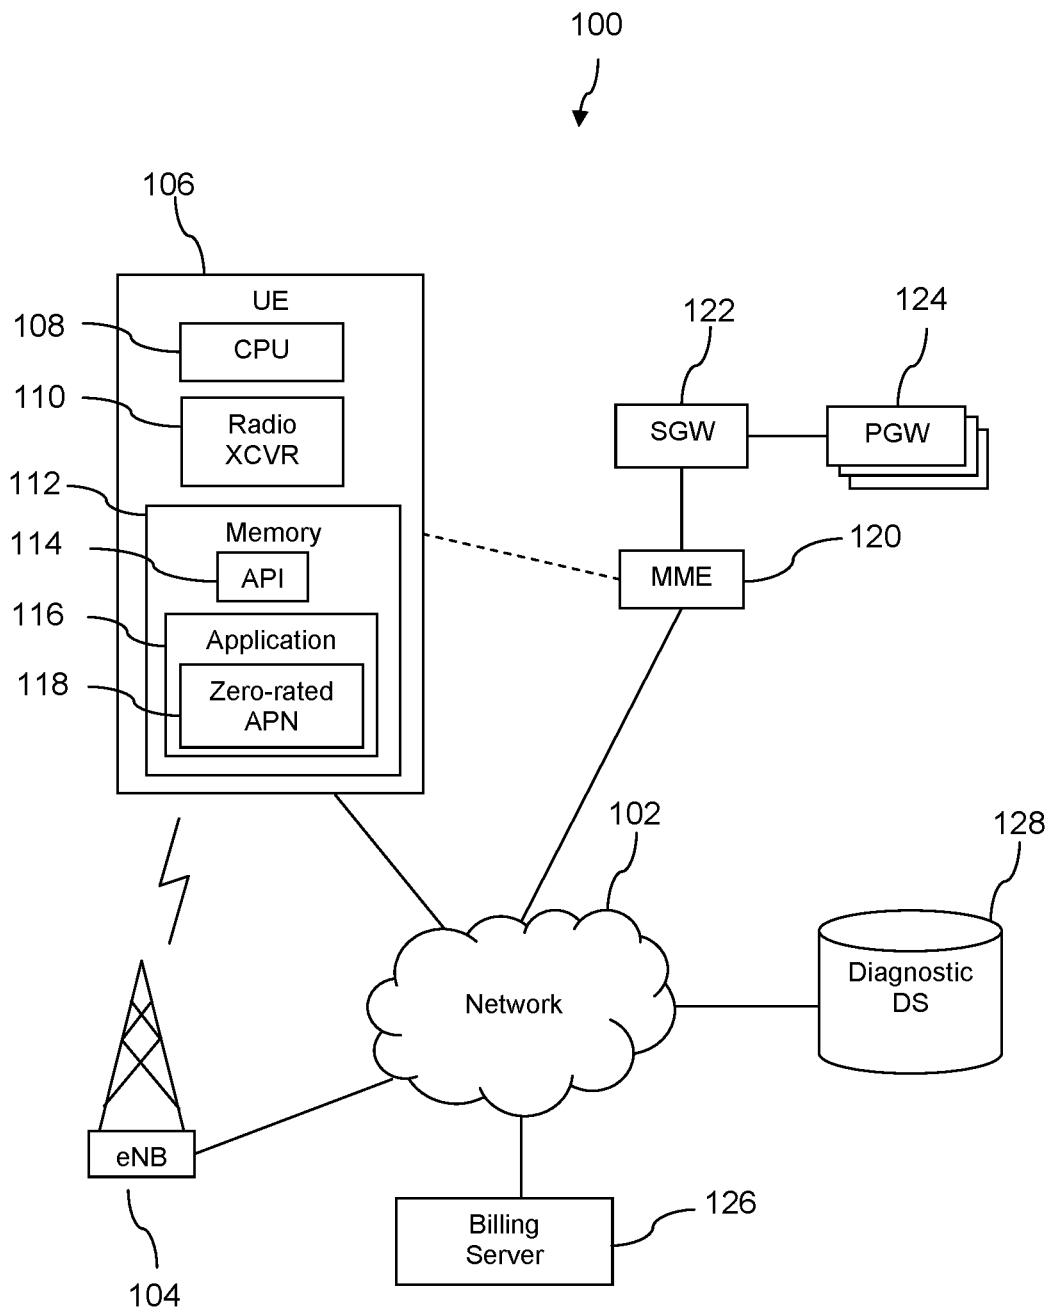 100
106
UE
108
CPU
110
Radio
XCVR
112
Memory
114
API
116
Application
118
Zero-rated
APN
122
SGW
124
PGW
120
MME
102
Network
128
Diagnostic
DS
eNB
104
Billing
Server
126